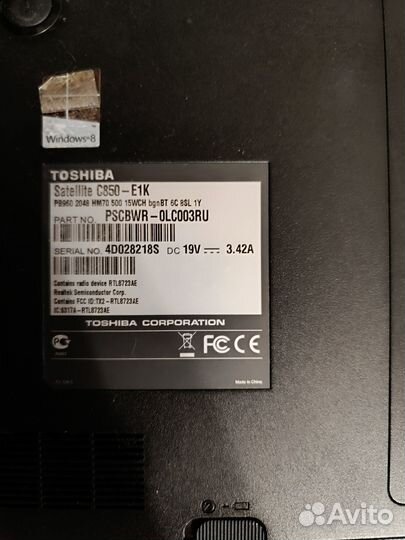 Windows 8
TOSHIBA
Satellite C850-E1K
PB960 2048 HM70 500 15WCH bgnBT 6C 8SL 1Y
PART NO. PSCBWR-0LC003RU
SERIAL NO. 4D028218S DC 19V 3.42A
Contains radio device RTL8723AE
Realtek Semiconductor Corp.
Contains FCC ID:TX2-RTL8723AE
IC:6317A-RTL8723AE
TOSHIBA CORPORATION
FC CE
Made in China
Avito